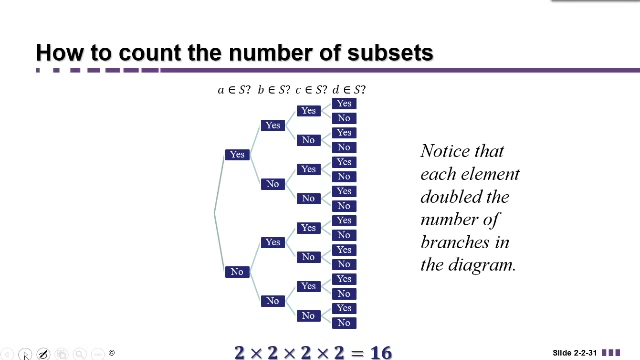 How to count the number of subsets
a ∈ S? b ∈ S? c ∈ S? d ∈ S?
Yes
Yes
No
Yes
Yes
No
No
Yes
Yes
Yes
No
No
Yes
No
No
Yes
Yes
No
Yes
Yes
No
No
No
Yes
Yes
No
No
Yes
No
No
Notice that
each element
doubled the
number of
branches in
the diagram.
2 × 2 × 2 × 2 = 16
©
Slide 2-2-31